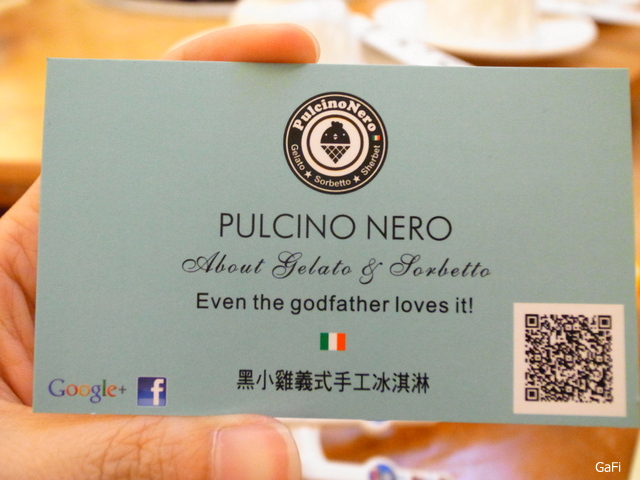 PulcinoNero
Gelato ★ Sorbetto ★ Sherbet
PULCINO NERO
About Gelato & Sorbetto
Even the godfather loves it!
黑小雞義式手工冰淇淋
Google+ f
GaFi